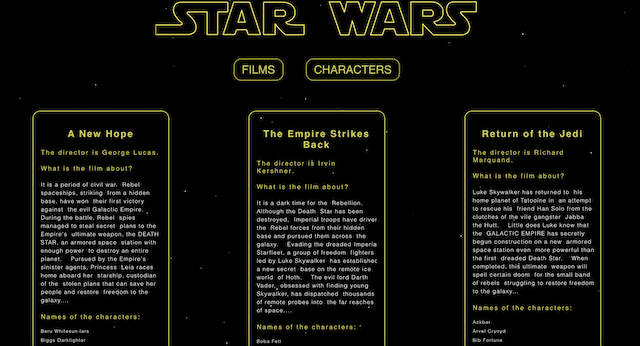 STAR WARS
FILMS
CHARACTERS
A New Hope
The director is George Lucas.
What is the film about?
It is a period of civil war. Rebel
spaceships, striking from a hidden
base, have won their first victory
against the evil Galactic Empire.
During the battle, Rebel spies
managed to steal secret plans to the
Empire's ultimate weapon, the DEATH
STAR, an armored space station with
enough power to destroy an entire
planet. Pursued by the Empire's
sinister agents, Princess Leia races
home aboard her starship, custodian
of the stolen plans that can save her
people and restore freedom to the
galaxy....
Names of the characters:
Beru Whitesun lars
Biggs Darklighter
The Empire Strikes
Back
The director is Irvin
Kershner.
What is the film about?
It is a dark time for the Rebellion.
Although the Death Star has been
destroyed, Imperial troops have driven
the Rebel forces from their hidden
base and pursued them across the
galaxy. Evading the dreaded Imperial
Starfleet, a group of freedom fighters
led by Luke Skywalker has established
a new secret base on the remote ice
world of Hoth. The evil lord Darth
Vader, obsessed with finding young
Skywalker, has dispatched thousands
of remote probes into the far reaches
of space....
Names of the characters:
Boba Fett
Return of the Jedi
The director is Richard
Marquand.
What is the film about?
Luke Skywalker has returned to his
home planet of Tatooine in an attempt
to rescue his friend Han Solo from the
clutches of the vile gangster Jabba
the Hutt. Little does Luke know that
the GALACTIC EMPIRE has secretly
begun construction on a new armored
space station even more powerful than
the first dreaded Death Star. When
completed, this ultimate weapon will
spell certain doom for the small band
of rebels struggling to restore freedom
to the galaxy...
Names of the characters:
Ackbar
Arvel Crynyd
Bib Fortuna